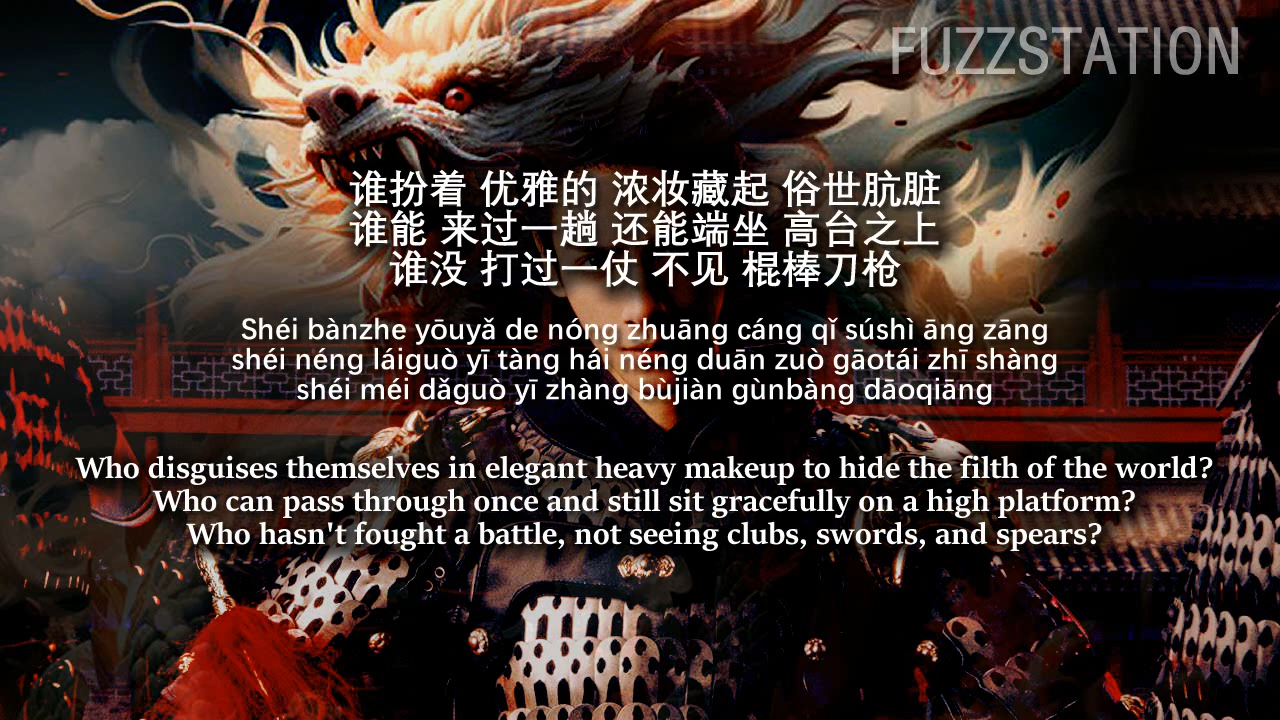 FUZZSTATION
谁扮着 优雅的 浓妆藏起 俗世肮脏
谁能 来过一趟 还能端坐 高台之上
谁没 打过一仗 不见 棍棒刀枪
Shéi bànzhe yōuyǎ de nóng zhuāng cáng qǐ súshì āng zāng
shéi néng láiguò yī tàng hái néng duān zuò gāotái zhī shàng
shéi méi dǎguò yī zhàng bùjiàn gùnbàng dāoqiāng
Who disguises themselves in elegant heavy makeup to hide the filth of the world?
Who can pass through once and still sit gracefully on a high platform?
Who hasn't fought a battle, not seeing clubs, swords, and spears?